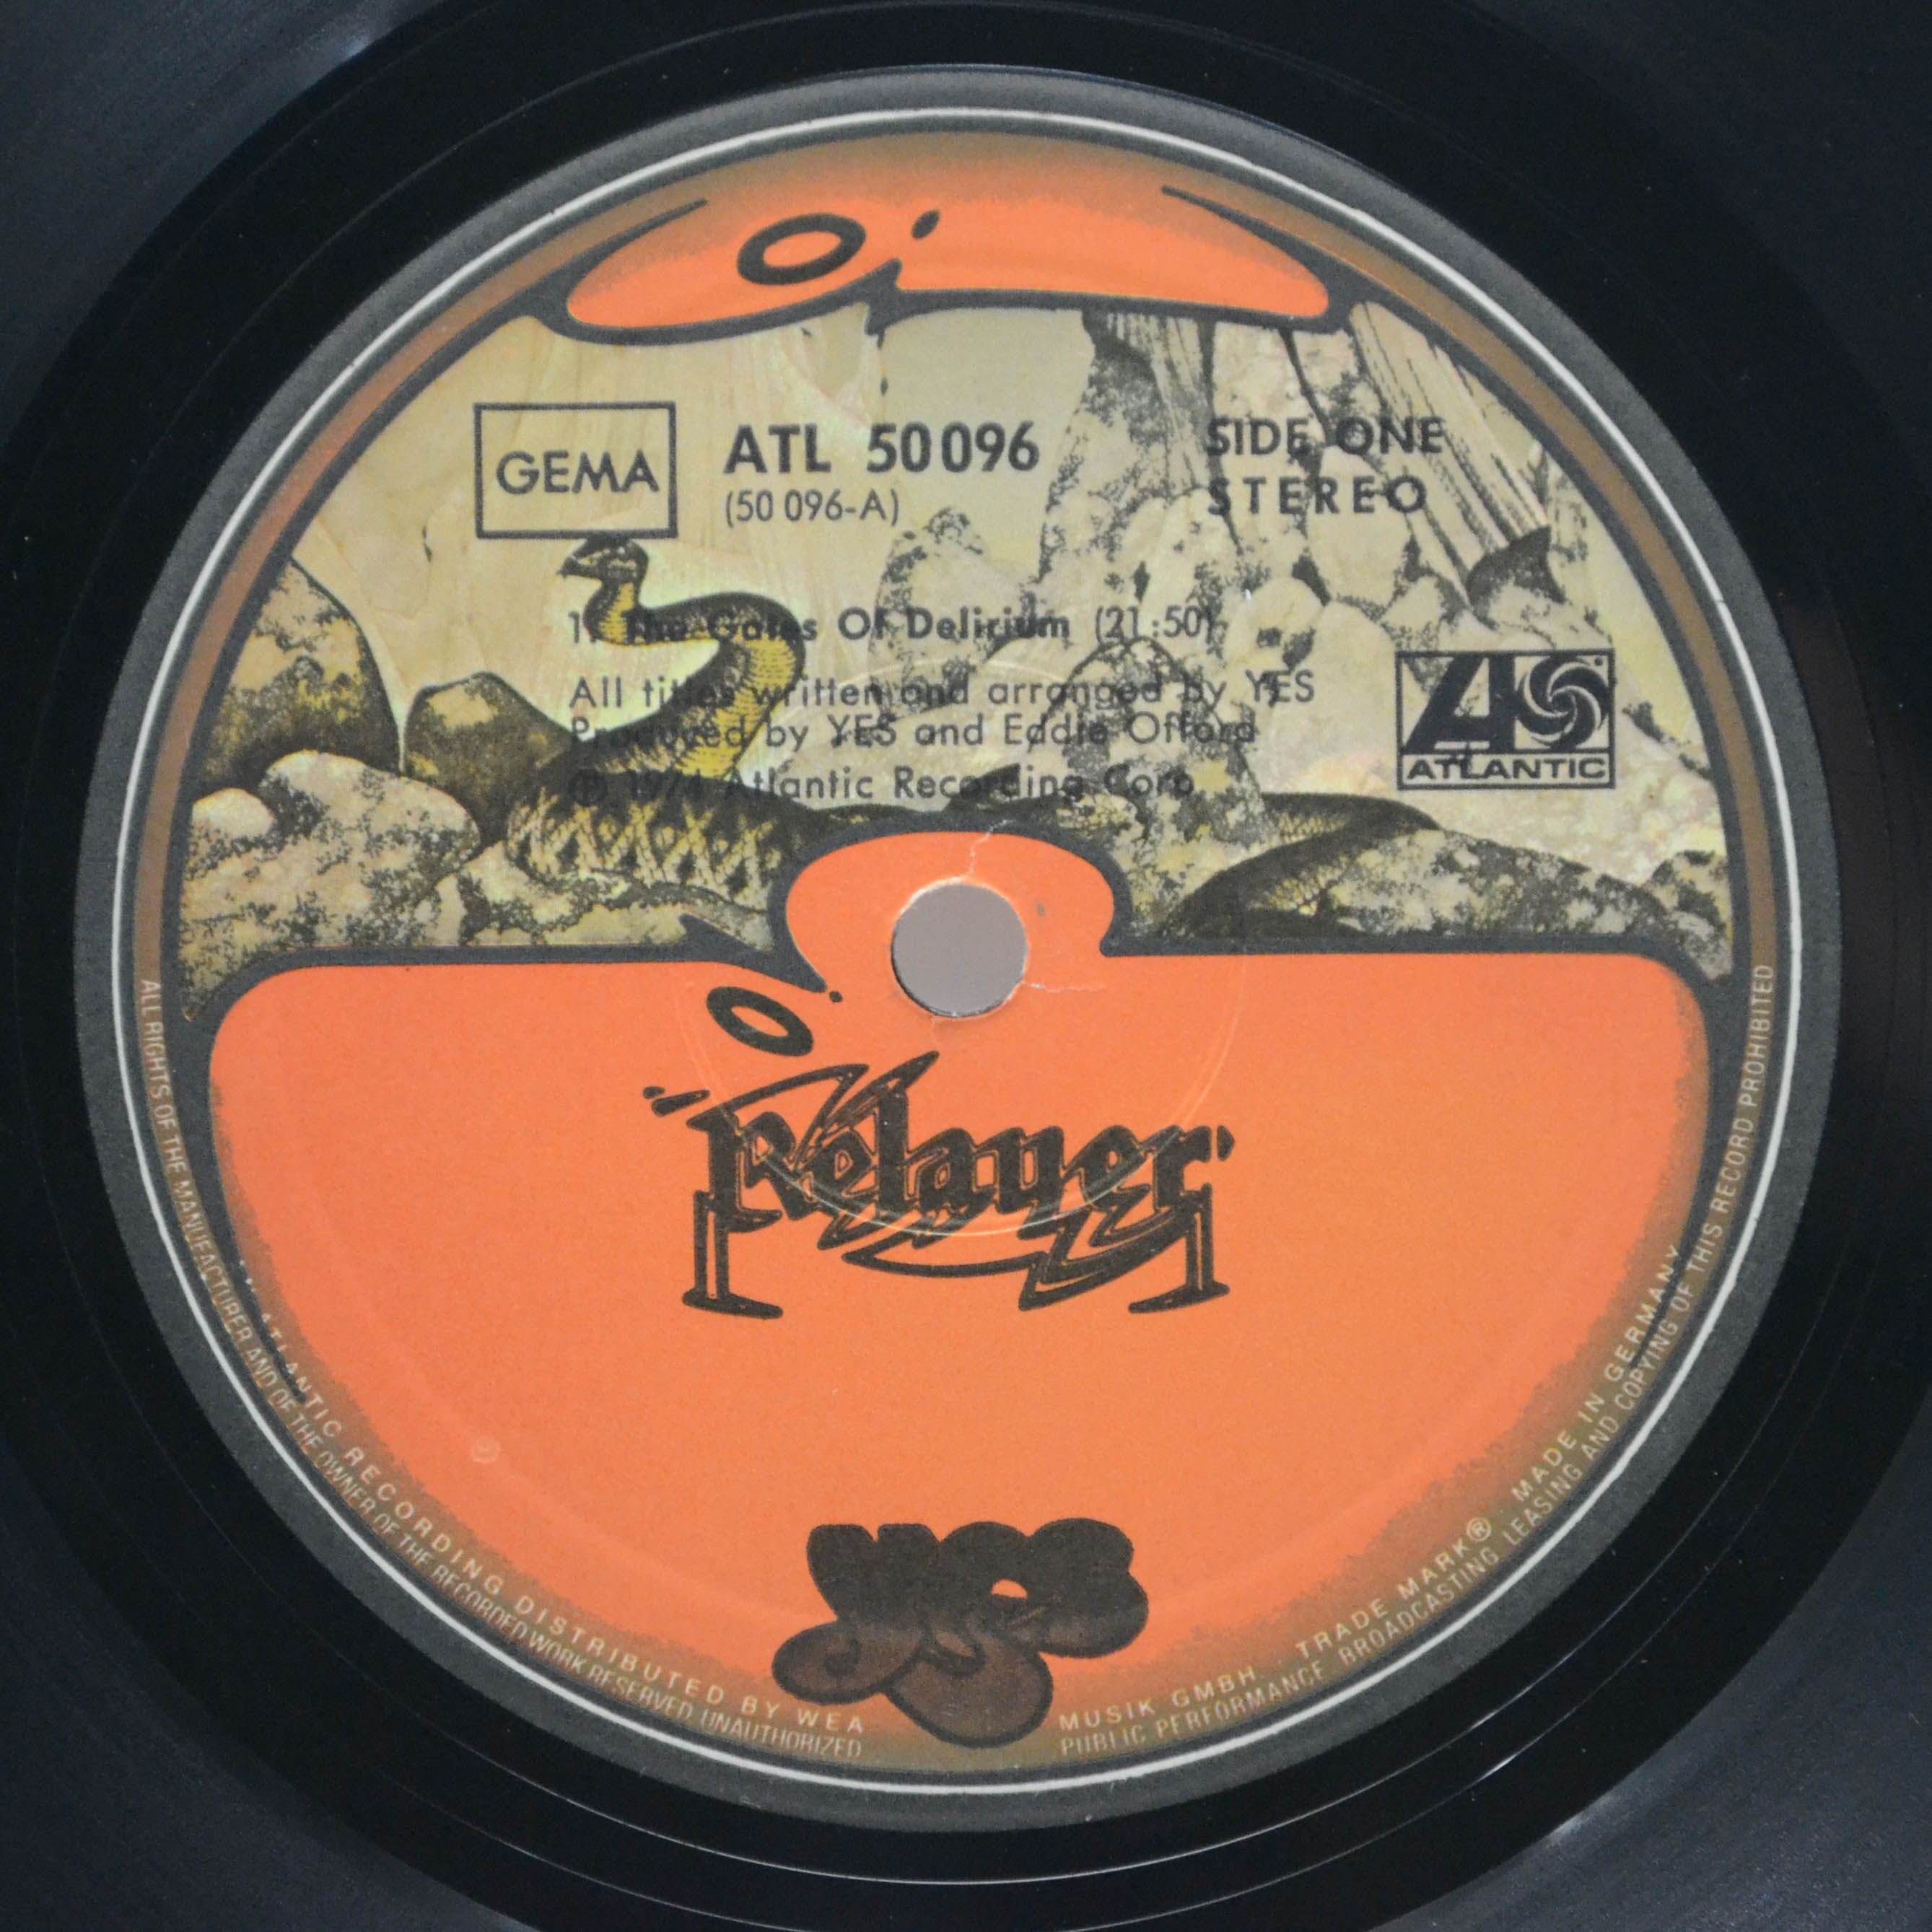 GEMA
ATL 50 096
(50 096-A)
SIDE ONE
STEREO
1. The Gates Of Delirium (21:50)
All titles written and arranged by YES
Produced by YES and Eddie Offord
℗ 1974 Atlantic Recording Corp.
ATLANTIC
Relayer
YES
ATLANTIC RECORDING DISTRIBUTED BY WEA MUSIK GMBH. TRADE MARK® MADE IN GERMANY
ALL RIGHTS OF THE MANUFACTURER AND OF THE OWNER OF THE RECORDED WORK RESERVED. UNAUTHORIZED PUBLIC PERFORMANCE BROADCASTING LEASING AND COPYING OF THIS RECORD PROHIBITED